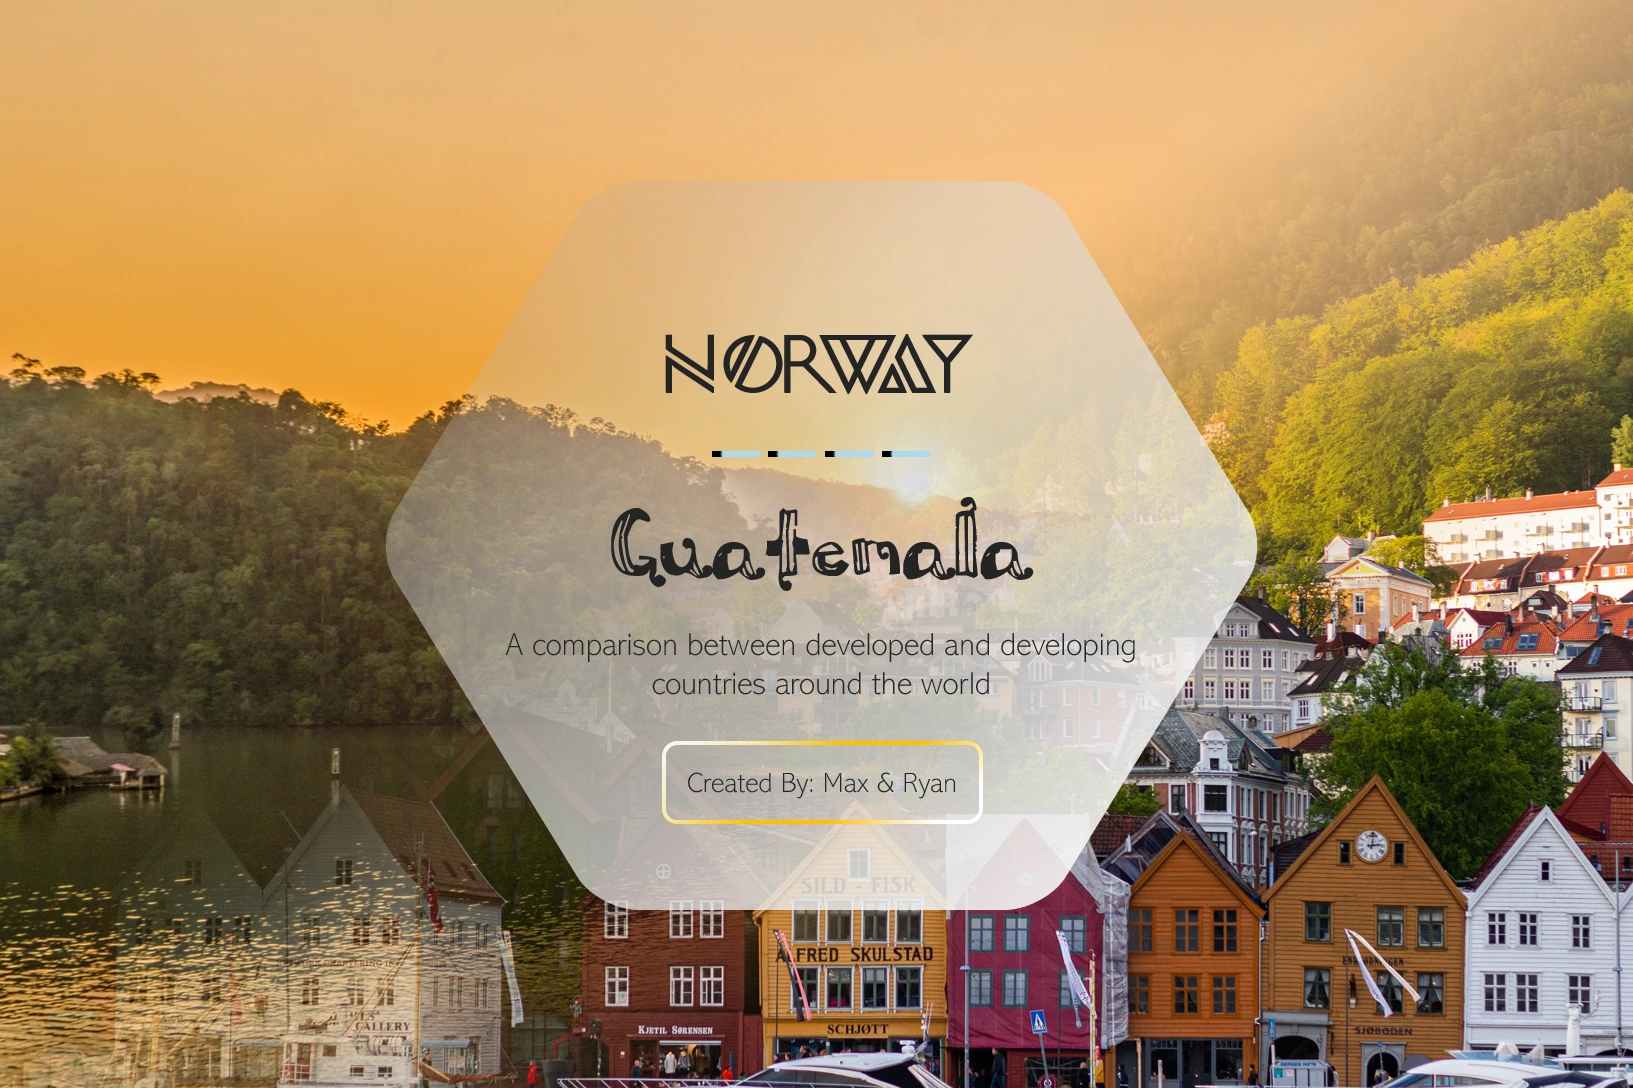 NORWAY
Guatemala
A comparison between developed and developing
countries around the world
Created By: Max & Ryan
SILD - FISK
ALFRED SKULSTAD
KJETIL SØRENSEN
SCHJØTT
GALLERY
SJØBODEN